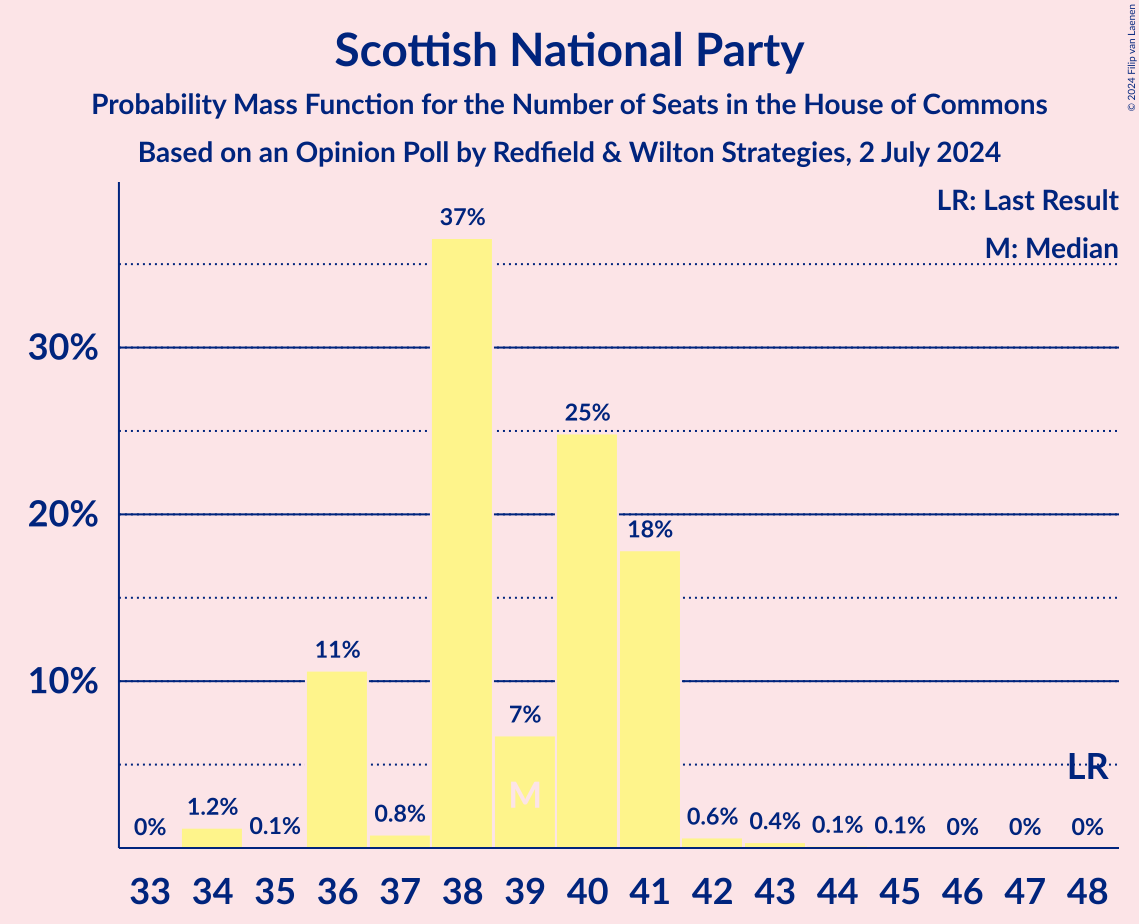 Scottish National Party
Probability Mass Function for the Number of Seats in the House of Commons
Based on an Opinion Poll by Redfield & Wilton Strategies, 2 July 2024
© 2024 Filip van Laenen
LR: Last Result
M: Median
37%
30%
25%
20%
18%
11%
10%
7%
LR
M
0% 1.2% 0.1% 0.8% 0.6% 0.4% 0.1% 0.1% 0% 0% 0%
33 34 35 36 37 38 39 40 41 42 43 44 45 46 47 48